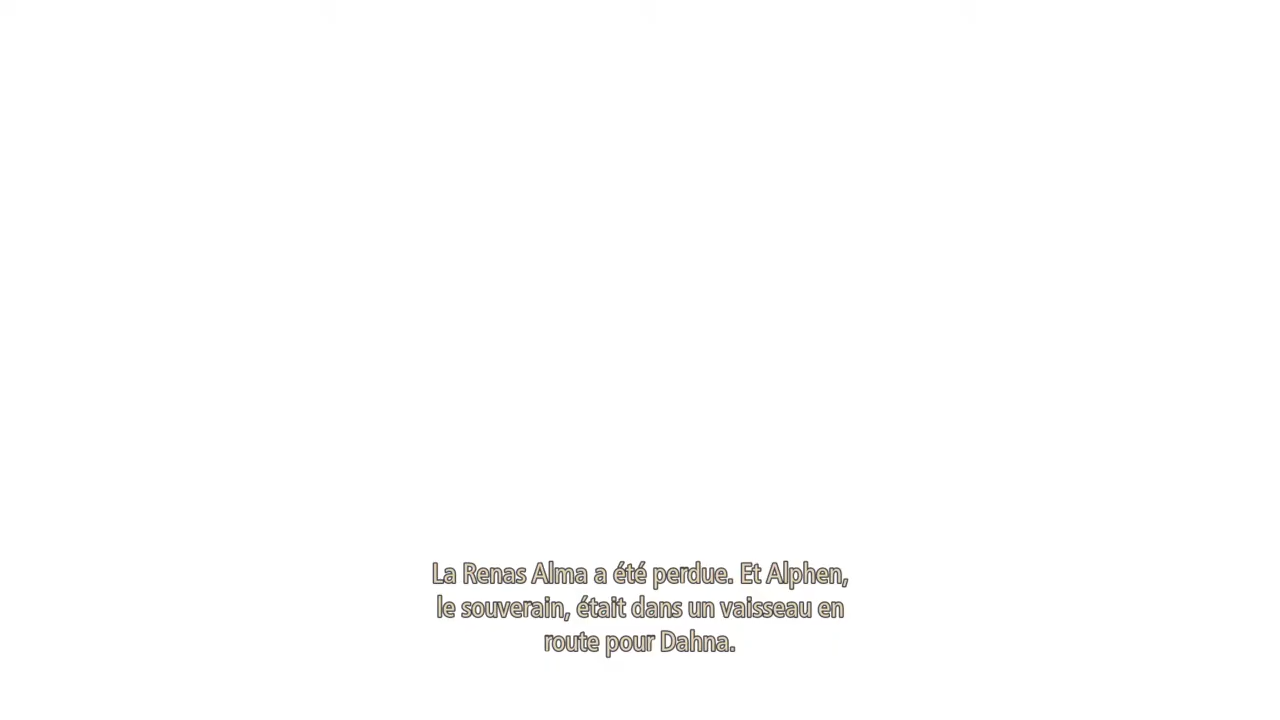 La Renas Alma a été perdue. Et Alphen,
le souverain, était dans un vaisseau en
route pour Dahna.